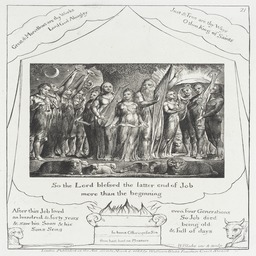 21
Great & Marvellous are thy Works
Lord God Almighty
Just & True are thy Ways
O thou King of Saints
So the Lord blessed the latter end of Job
more than the beginning
After this Job lived
an hundred & forty years
& saw his Sons & his
Sons Sons
even four Generations
So Job died
being old
& full of days
In burnt Offerings for Sin
thou hast had no Pleasure
WBlake inv & sculp